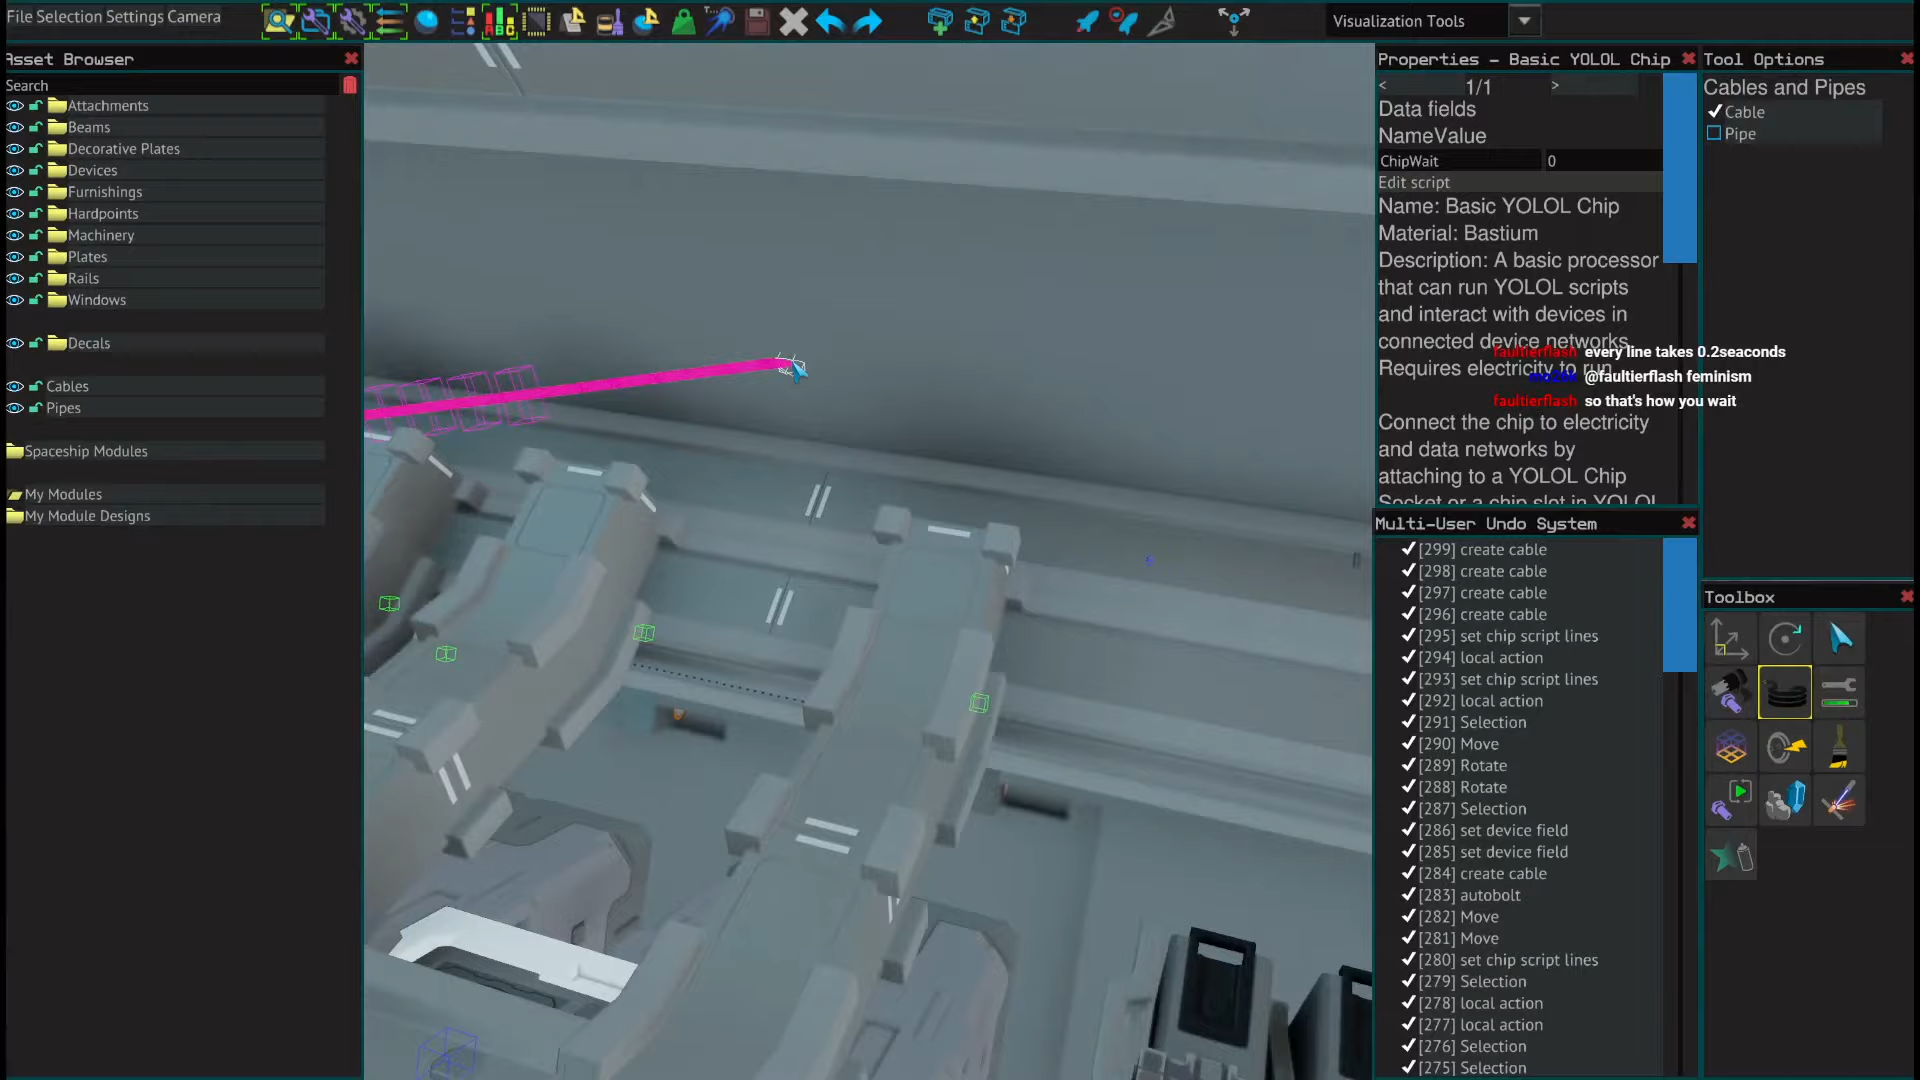 File Selection Settings Camera
Visualization Tools
Asset Browser
Search
Attachments
Beams
Decorative Plates
Devices
Furnishings
Hardpoints
Machinery
Plates
Rails
Windows
Decals
Cables
Pipes
Spaceship Modules
My Modules
My Module Designs
Properties - Basic YOLOL Chip
< 1/1 >
Data fields
NameValue
ChipWait 0
Edit script
Name: Basic YOLOL Chip
Material: Bastium
Description: A basic processor
that can run YOLOL scripts
and interact with devices in
connected device networks.
Requires electricity to run.
Connect the chip to electricity
and data networks by
attaching to a YOLOL Chip
Socket or a chip slot in YOLOL
faultierflash every line takes 0.2seaconds
@faultierflash feminism
faultierflash so that's how you wait
Tool Options
Cables and Pipes
Cable
Pipe
Multi-User Undo System
[299] create cable
[298] create cable
[297] create cable
[296] create cable
[295] set chip script lines
[294] local action
[293] set chip script lines
[292] local action
[291] Selection
[290] Move
[289] Rotate
[288] Rotate
[287] Selection
[286] set device field
[285] set device field
[284] create cable
[283] autobolt
[282] Move
[281] Move
[280] set chip script lines
[279] Selection
[278] local action
[277] local action
[276] Selection
[275] Selection
Toolbox